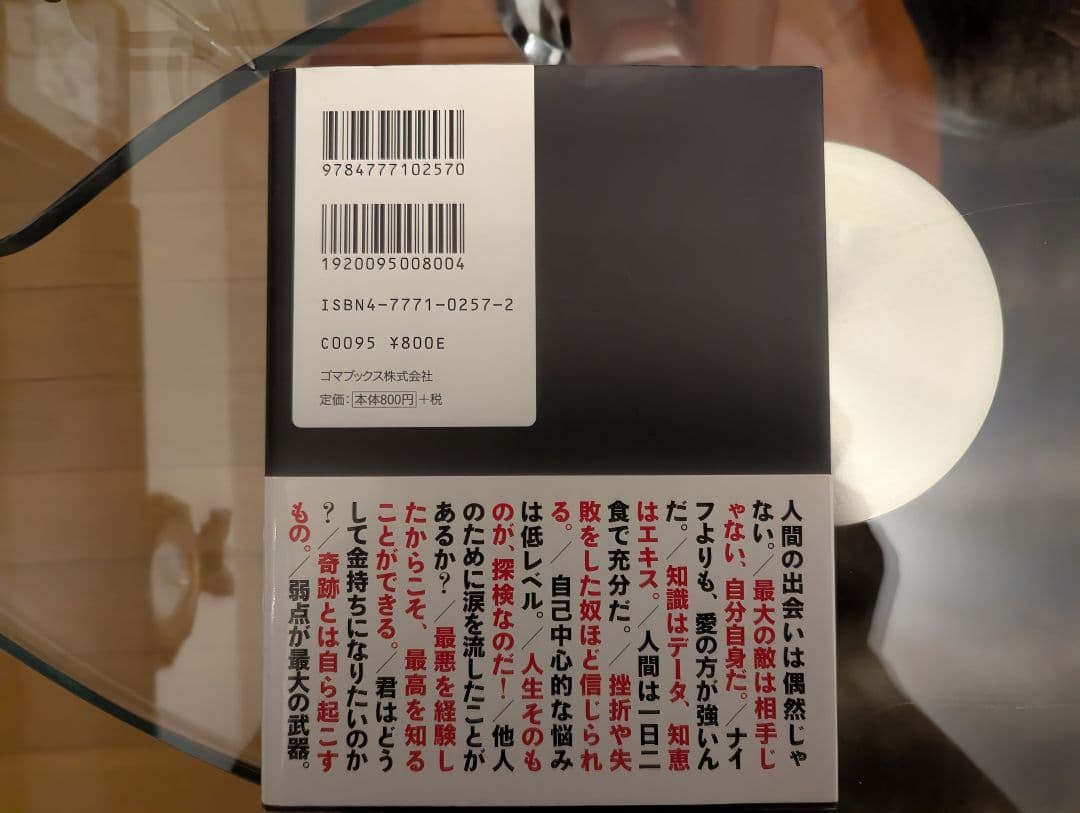 9784777102570
1920095008004
ISBN4-7771-0257-2
C0095 ¥800E
ゴマブックス株式会社
定価：本体800円+税
人間の出会いは偶然じゃ
ない。／最大の敵は相手じ
ゃない、自分自身だ。／ナイ
フよりも、愛の方が強いん
だ。／知識はデータ、知恵
はエキス。／人間は一日二
食で充分だ。／挫折や失
敗をした奴ほど信じられ
る。／自己中心的な悩み
は低レベル。／人生そのも
のが、探検なのだ！／他人
のために涙を流したことが
あるか？／最悪を経験し
たからこそ、最高を知る
ことができる。／君はどう
して金持ちになりたいのか
？／奇跡とは自ら起こす
もの。／弱点が最大の武器。